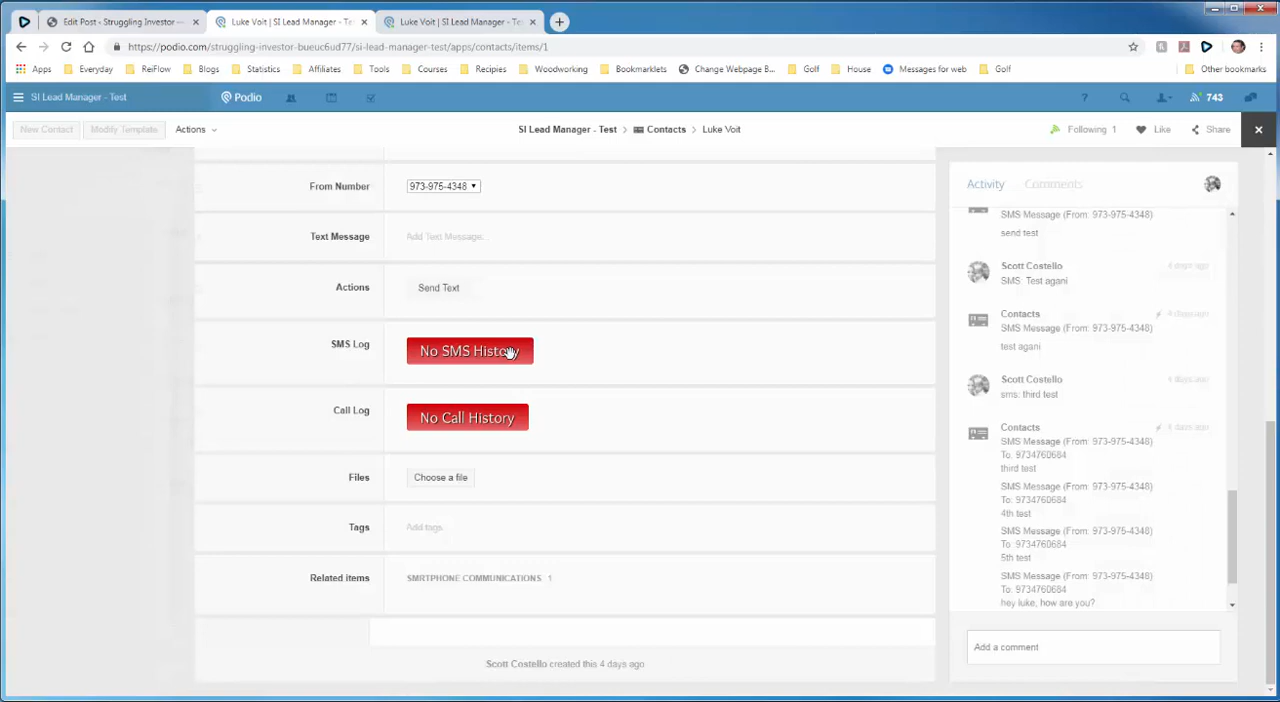 Edit Post ‹ Struggling Investor —
Luke Voit | SI Lead Manager - Te
Luke Voit | SI Lead Manager - Te
https://podio.com/struggling-investor-bueuc6ud77/si-lead-manager-test/apps/contacts/items/1
Apps Everyday ReiFlow Blogs Statistics Affiliates Tools Courses Recipies Woodworking Bookmarklets Change Webpage B... Golf House Messages for web Golf Other bookmarks
SI Lead Manager - Test Podio ? 743
New Contact Modify Template Actions SI Lead Manager - Test > Contacts > Luke Voit Following 1 Like Share
From Number 973-975-4348
Text Message Add Text Message...
Actions Send Text
SMS Log No SMS History
Call Log No Call History
Files Choose a file
Tags Add tags
Related items SMRTPHONE COMMUNICATIONS 1
Scott Costello created this 4 days ago
Activity Comments
SMS Message (From: 973-975-4348)
send test
Scott Costello 4 days ago
SMS: Test agani
Contacts 4 days ago
SMS Message (From: 973-975-4348)
test agani
Scott Costello 4 days ago
sms: third test
Contacts 4 days ago
SMS Message (From: 973-975-4348)
To: 9734760684
third test
SMS Message (From: 973-975-4348)
To: 9734760684
4th test
SMS Message (From: 973-975-4348)
To: 9734760684
5th test
SMS Message (From: 973-975-4348)
To: 9734760684
hey luke, how are you?
Add a comment